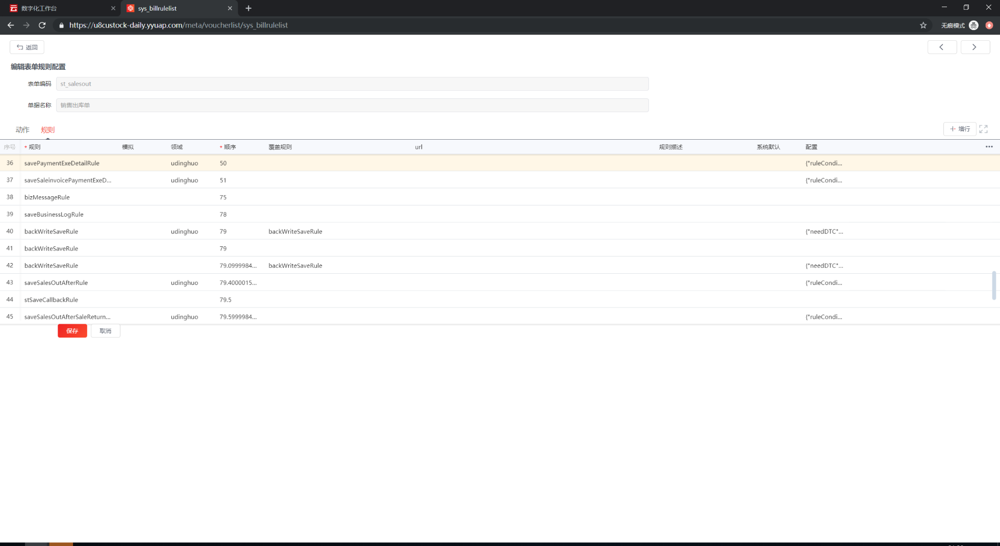 数字化工作台
sys_billrulelist
https://u8custock-daily.yyuap.com/meta/voucherlist/sys_billrulelist
无痕模式
返回
编辑表单规则配置
表单编码 st_salesout
单据名称 销售出库单
动作 规则 增行
序号 * 规则 模拟 领域 * 顺序 覆盖规则 url 规则描述 系统默认 配置 •••
36 savePaymentExeDetailRule udinghuo 50 {"ruleCondi...
37 saveSaleinvoicePaymentExeD... udinghuo 51 {"ruleCondi...
38 bizMessageRule 75
39 saveBusinessLogRule 78
40 backWriteSaveRule udinghuo 79 backWriteSaveRule {"needDTC"...
41 backWriteSaveRule 79
42 backWriteSaveRule 79.0999984... backWriteSaveRule {"needDTC"...
43 saveSalesOutAfterRule udinghuo 79.4000015... {"ruleCondi...
44 stSaveCallbackRule 79.5
45 saveSalesOutAfterSaleReturn... udinghuo 79.5999984... {"ruleCondi...
保存 取消